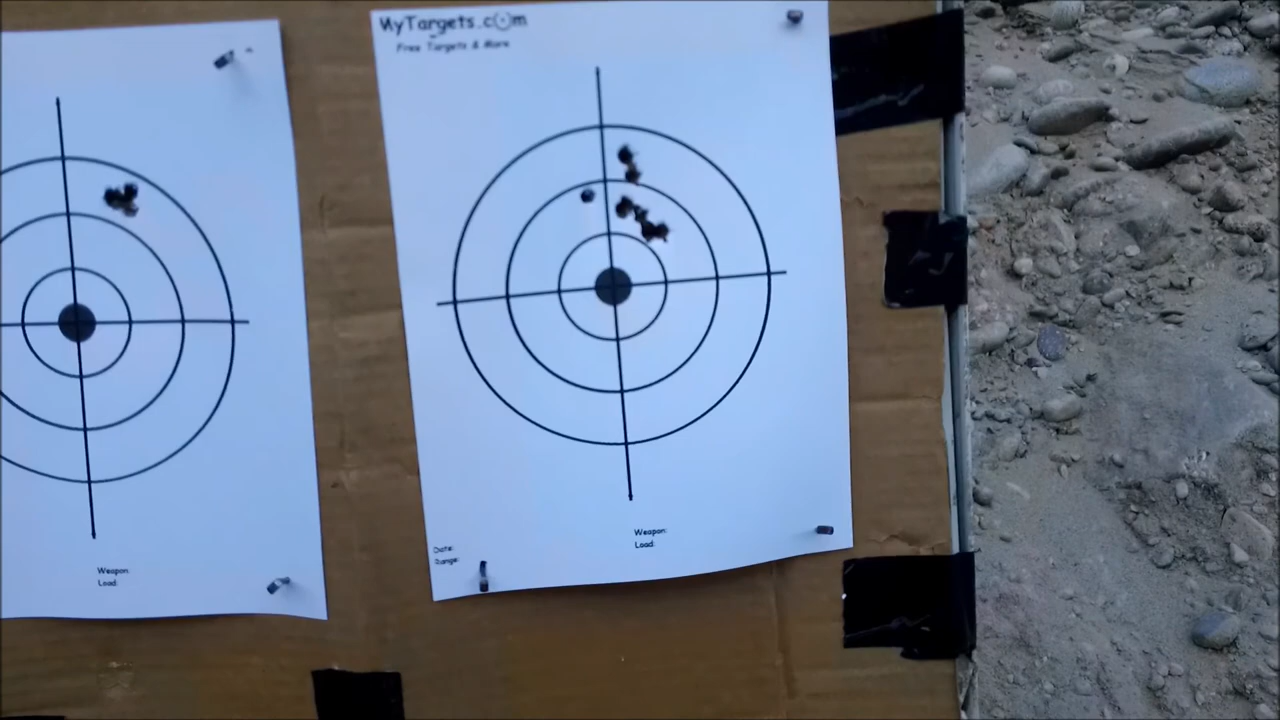 MyTargets.com
Free Targets & More
Weapon:
Load:
Date:
Range:
Weapon:
Load: